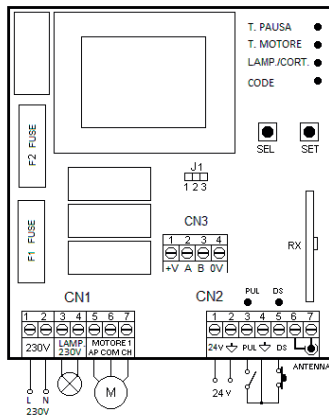 T. PAUSA
T. MOTORE
LAMP./CORT.
CODE
SEL SET
F2 FUSE
F1 FUSE
J1
1 2 3
CN3
1 2 3 4
+V A B 0V
RX
CN1
1 2 3 4 5 6 7
230V LAMP. 230V MOTORE 1
AP COM CH
L N
230V
M
CN2 PUL DS
1 2 3 4 5 6 7
24V PUL DS
ANTENNA
24 V